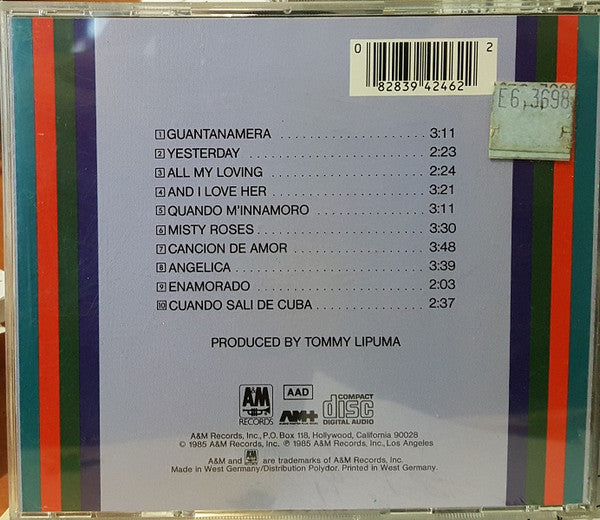 0 82839 42462 2
E6,3698
1 GUANTANAMERA 3:11
2 YESTERDAY 2:23
3 ALL MY LOVING 2:24
4 AND I LOVE HER 3:21
5 QUANDO M'INNAMORO 3:11
6 MISTY ROSES 3:30
7 CANCION DE AMOR 3:48
8 ANGELICA 3:39
9 ENAMORADO 2:03
10 CUANDO SALI DE CUBA 2:37
PRODUCED BY TOMMY LIPUMA
A&M RECORDS
AAD
AM+
COMPACT disc DIGITAL AUDIO
A&M Records, Inc., P.O. Box 118, Hollywood, California 90028
© 1985 A&M Records, Inc. ℗ 1985 A&M Records, Inc., Los Angeles
A&M and A&M RECORDS are trademarks of A&M Records, Inc.
Made in West Germany/Distribution Polydor. Printed in West Germany.